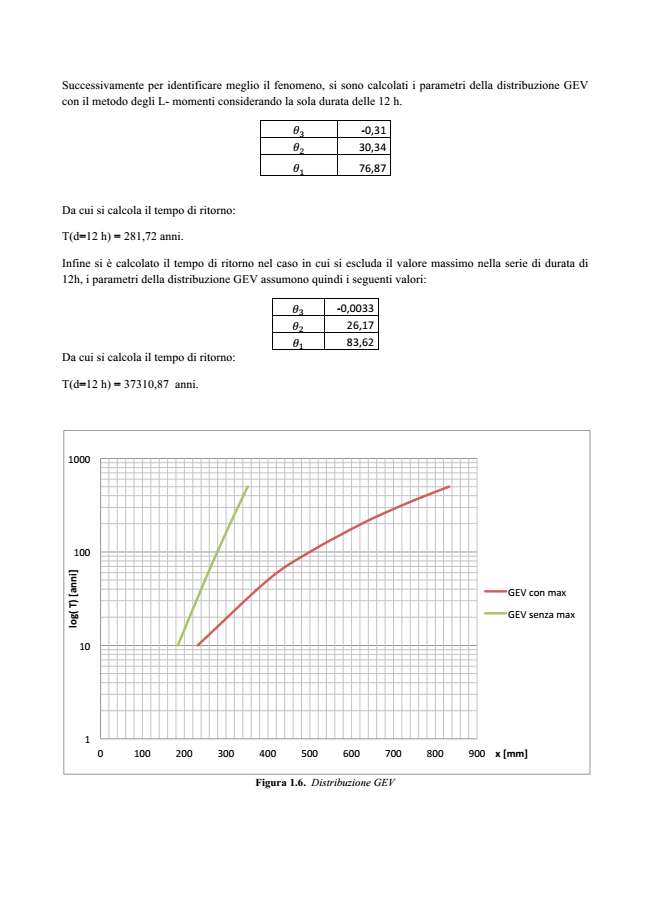 Successivamente per identificare meglio il fenomeno, si sono calcolati i parametri della distribuzione GEV
con il metodo degli L- momenti considerando la sola durata delle 12 h.
θ3 -0,31
θ2 30,34
θ1 76,87
Da cui si calcola il tempo di ritorno:
T(d=12 h) = 281,72 anni.
Infine si è calcolato il tempo di ritorno nel caso in cui si escluda il valore massimo nella serie di durata di
12h, i parametri della distribuzione GEV assumono quindi i seguenti valori:
θ3 -0,0033
θ2 26,17
θ1 83,62
Da cui si calcola il tempo di ritorno:
T(d=12 h) = 37310,87 anni.
1000
100
10
1
log( T) [anni]
0 100 200 300 400 500 600 700 800 900 x [mm]
GEV con max
GEV senza max
Figura 1.6. Distribuzione GEV